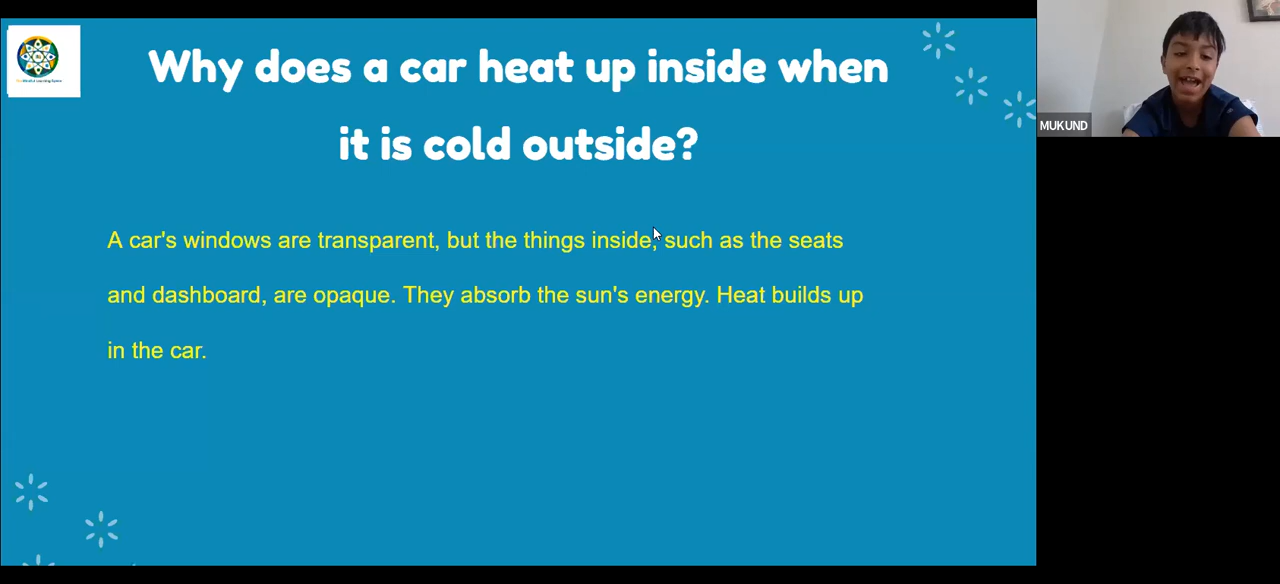 Why does a car heat up inside when
it is cold outside?
A car's windows are transparent, but the things inside, such as the seats
and dashboard, are opaque. They absorb the sun's energy. Heat builds up
in the car.
MUKUND